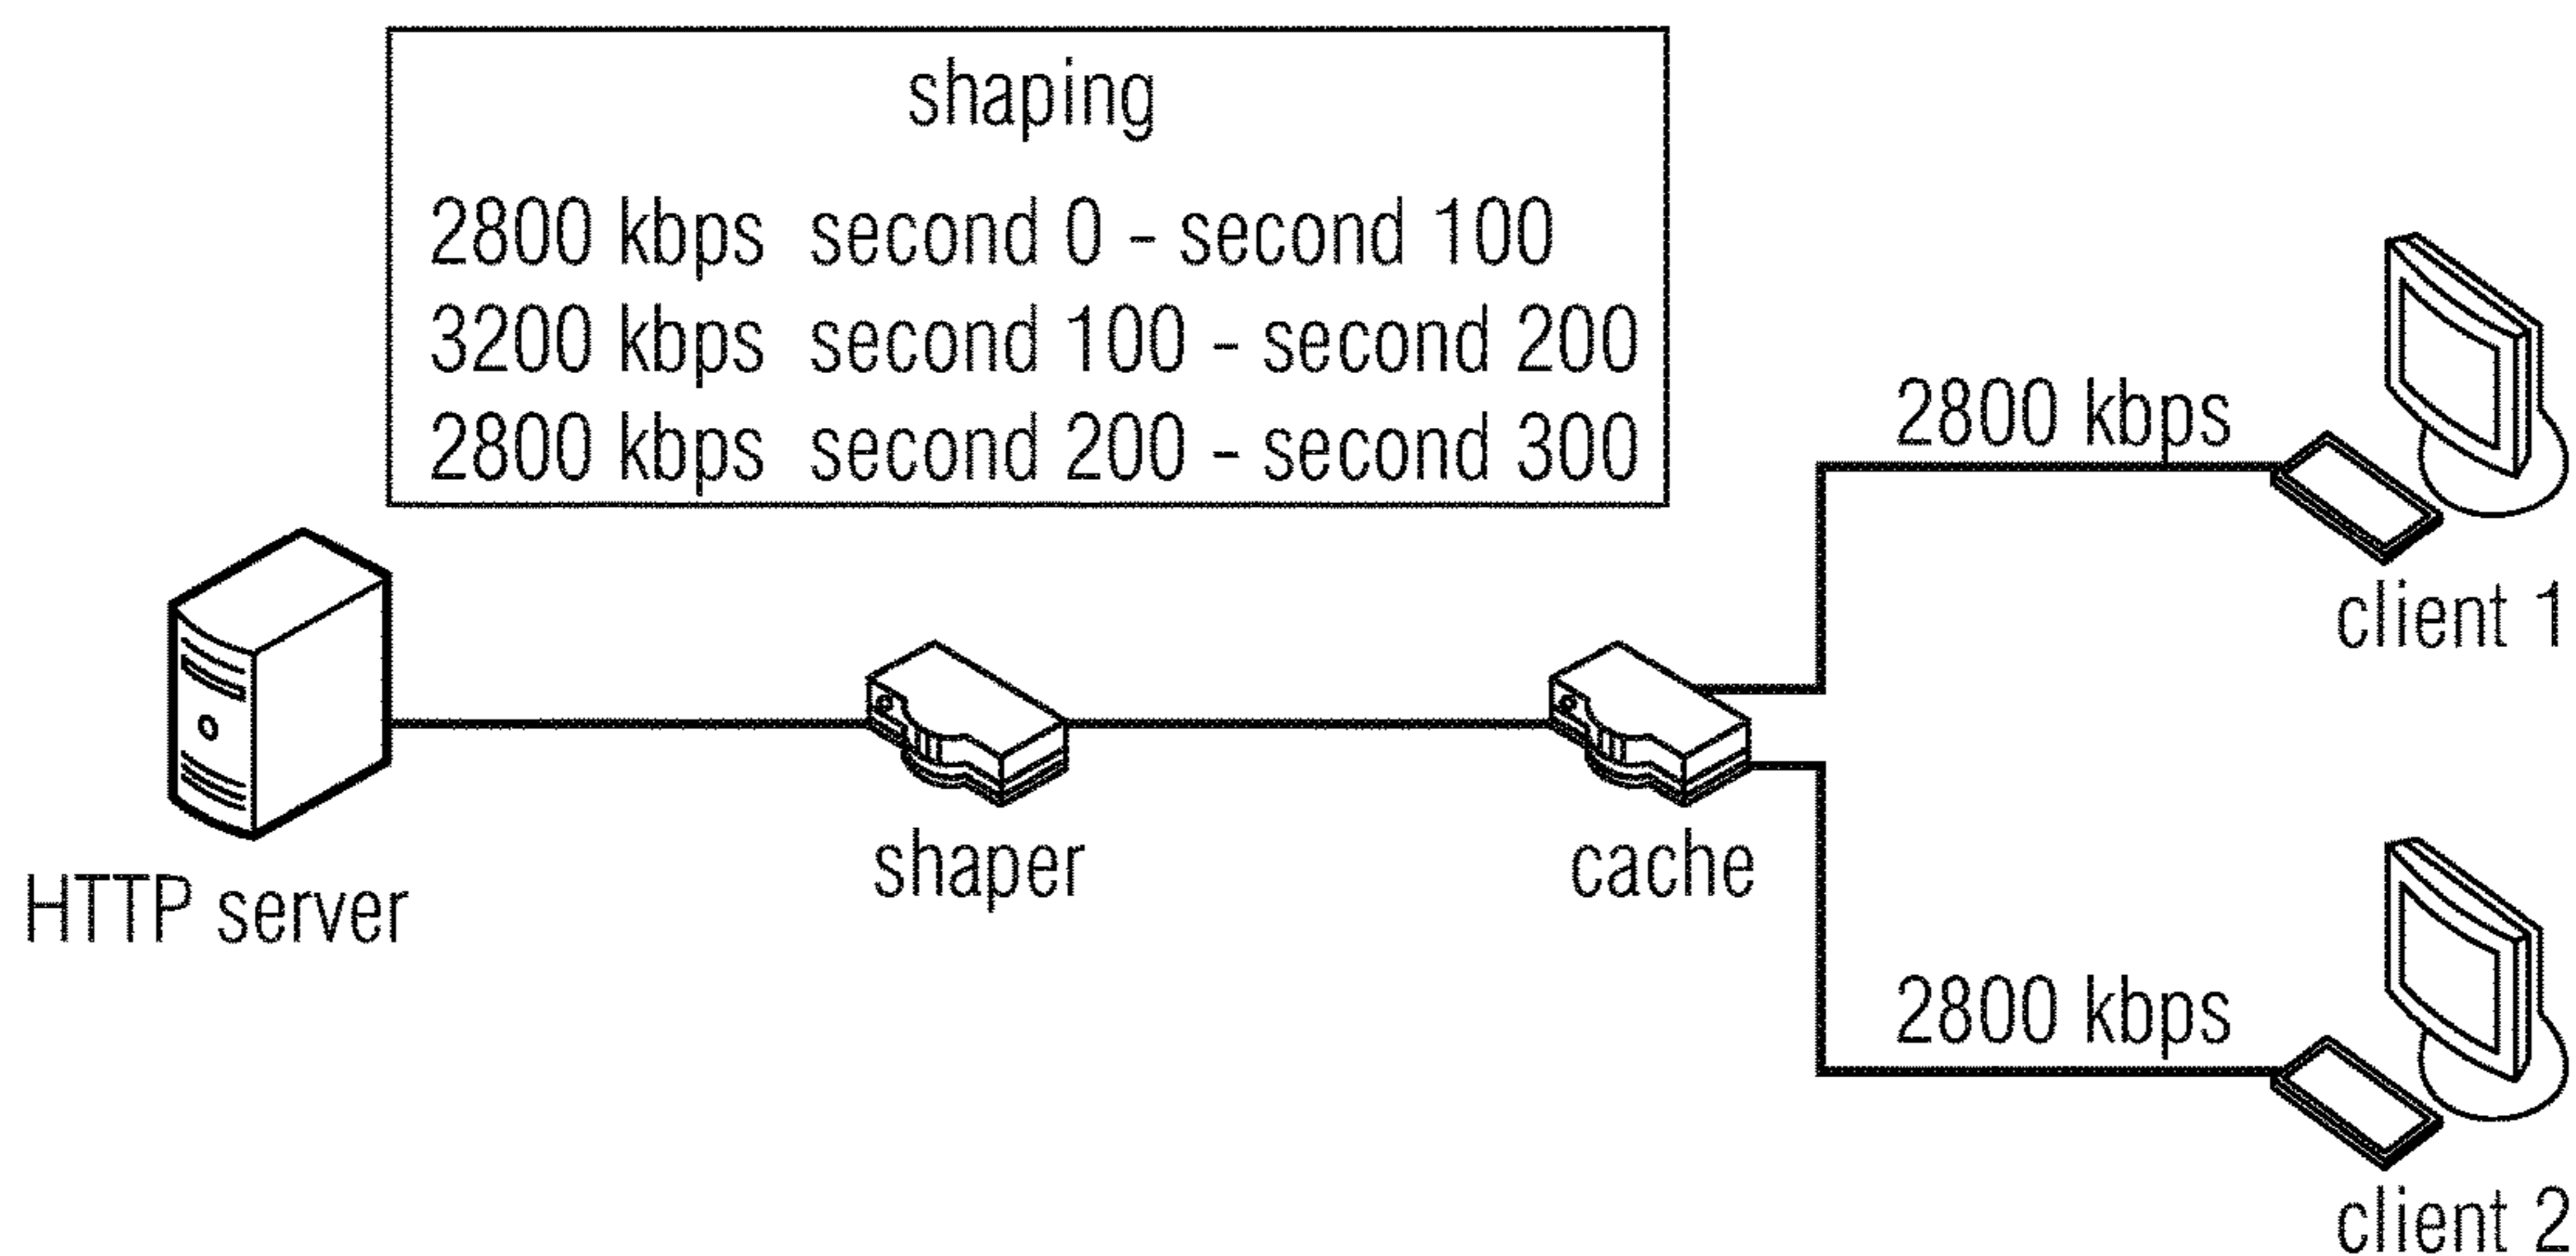 shaping
2800 kbps second 0 - second 100
3200 kbps second 100 - second 200
2800 kbps second 200 - second 300
2800 kbps
client 1
HTTP server
shaper
cache
2800 kbps
client 2